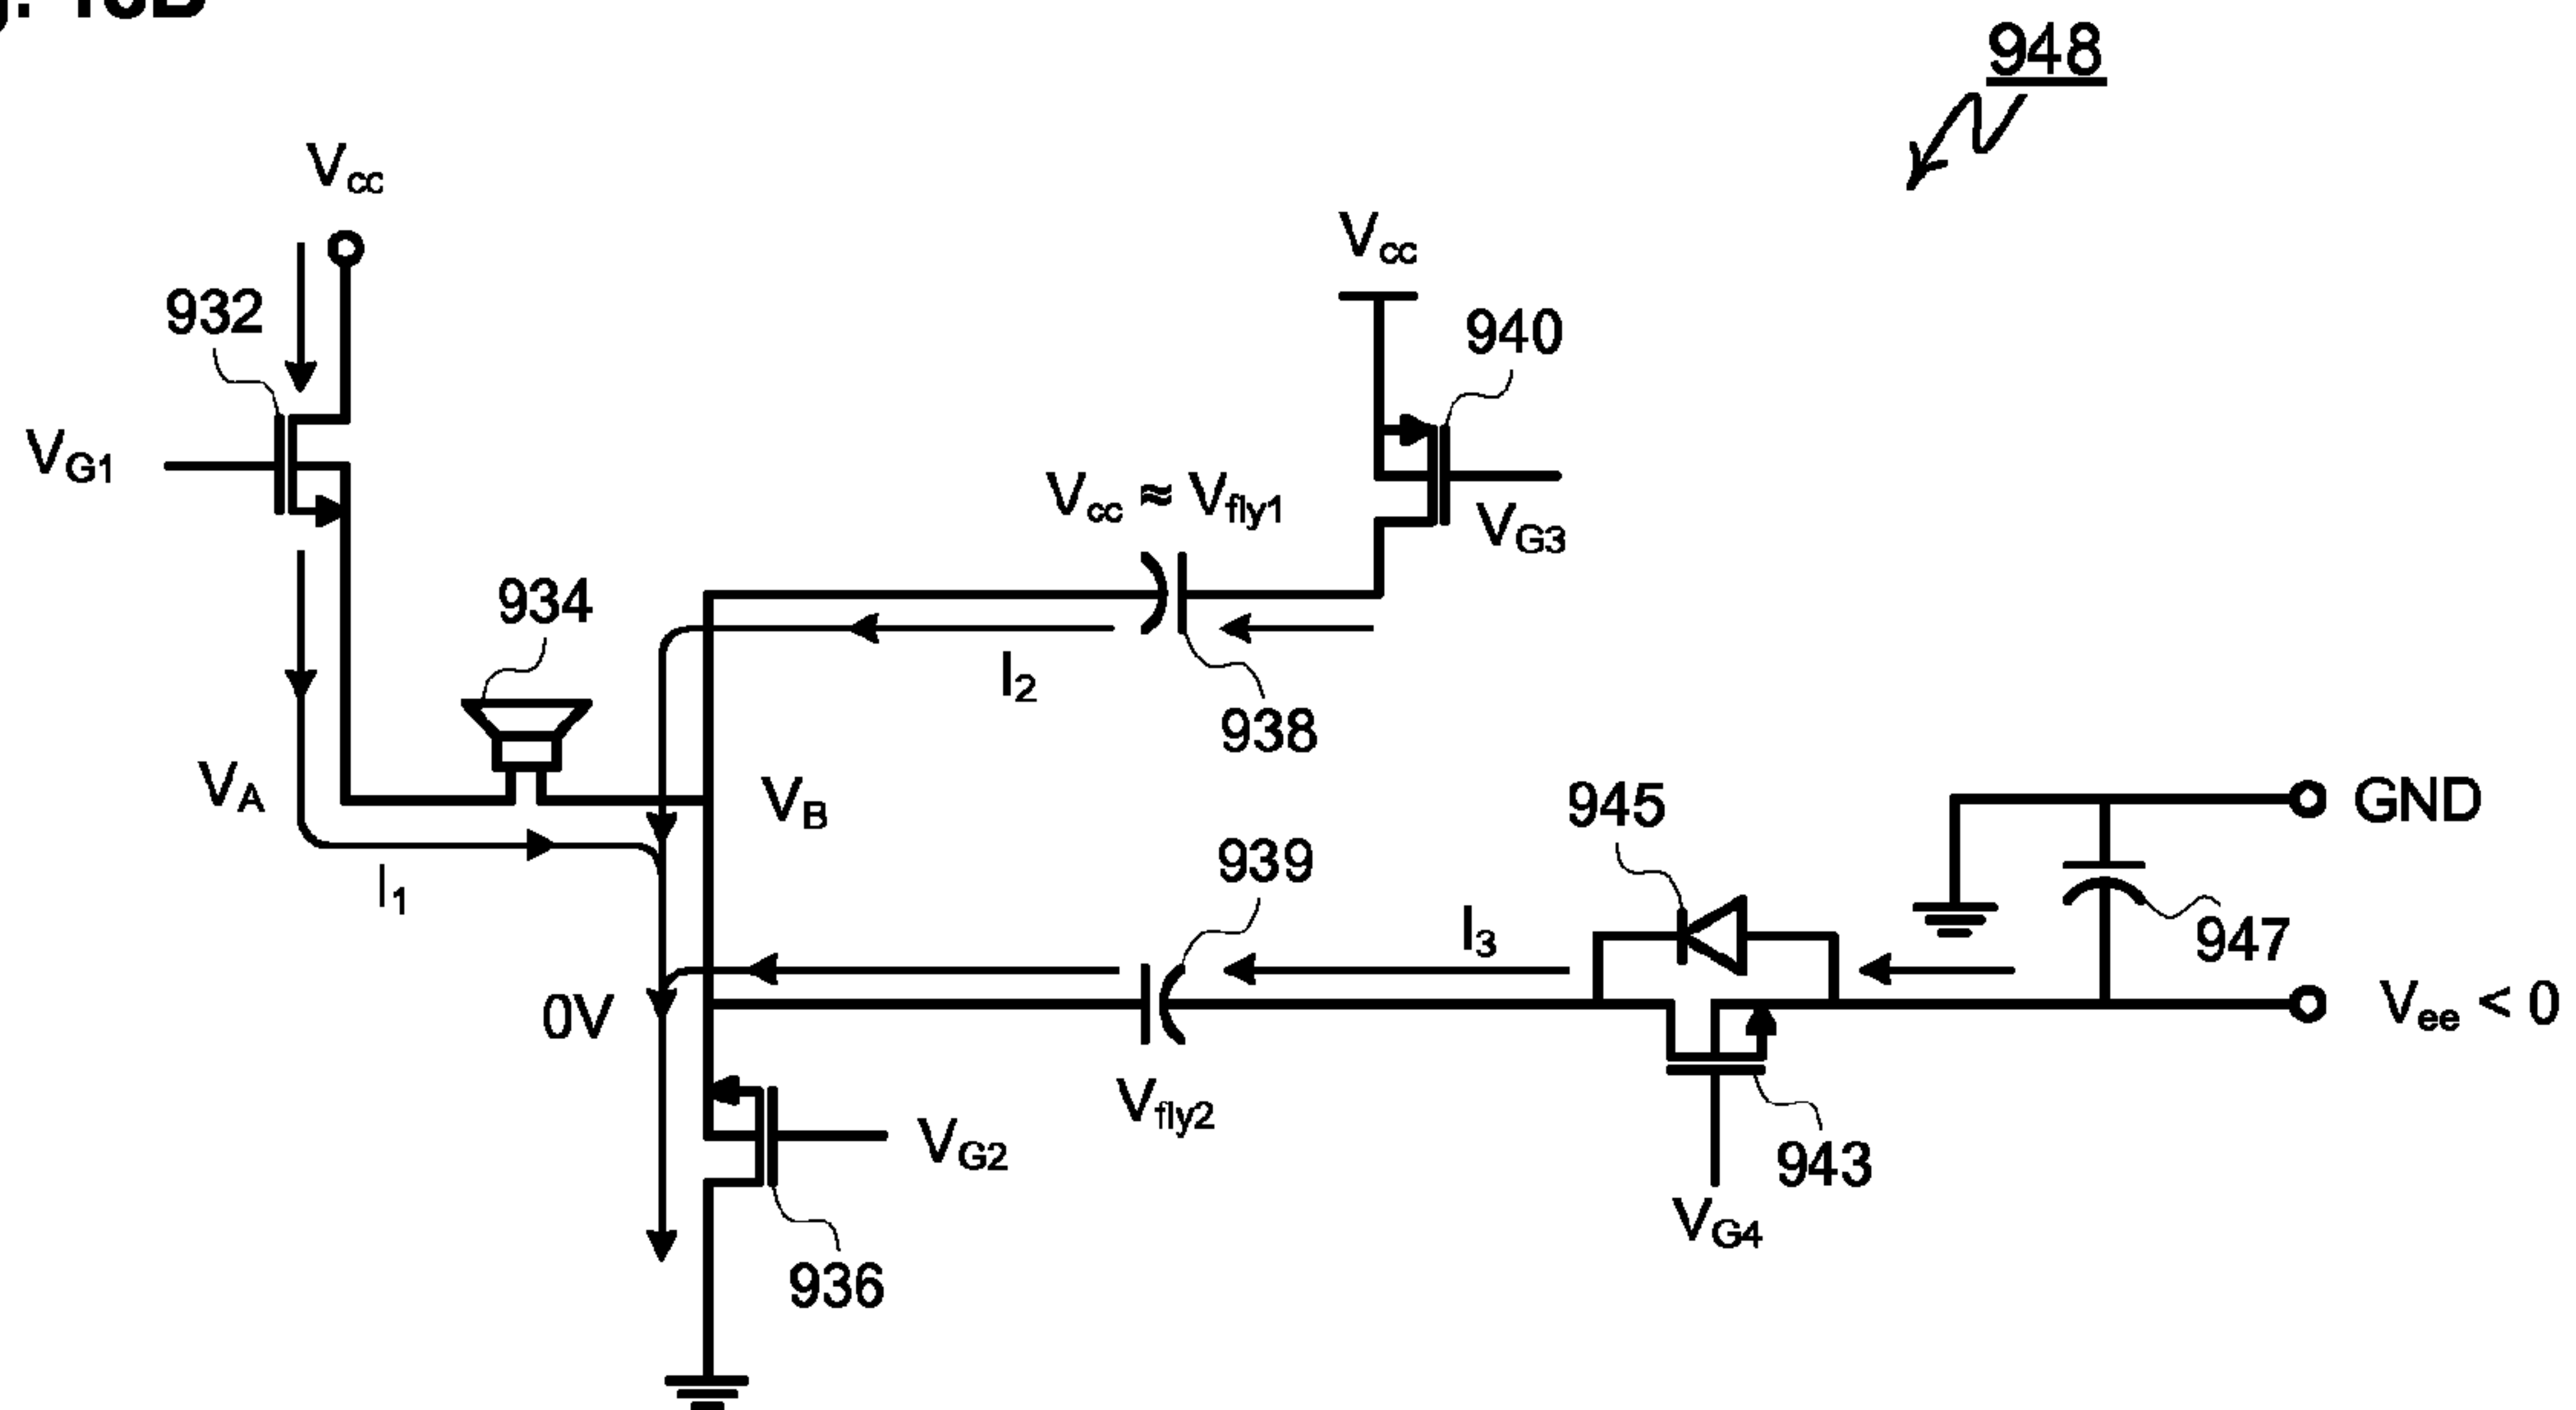 948
Vcc
Vcc
932
940
VG1
Vcc ≈ Vfly1
VG3
934
I2
938
VA
VB
945
GND
939
I1
I3
947
0V
Vee < 0
Vfly2
VG2
943
VG4
936